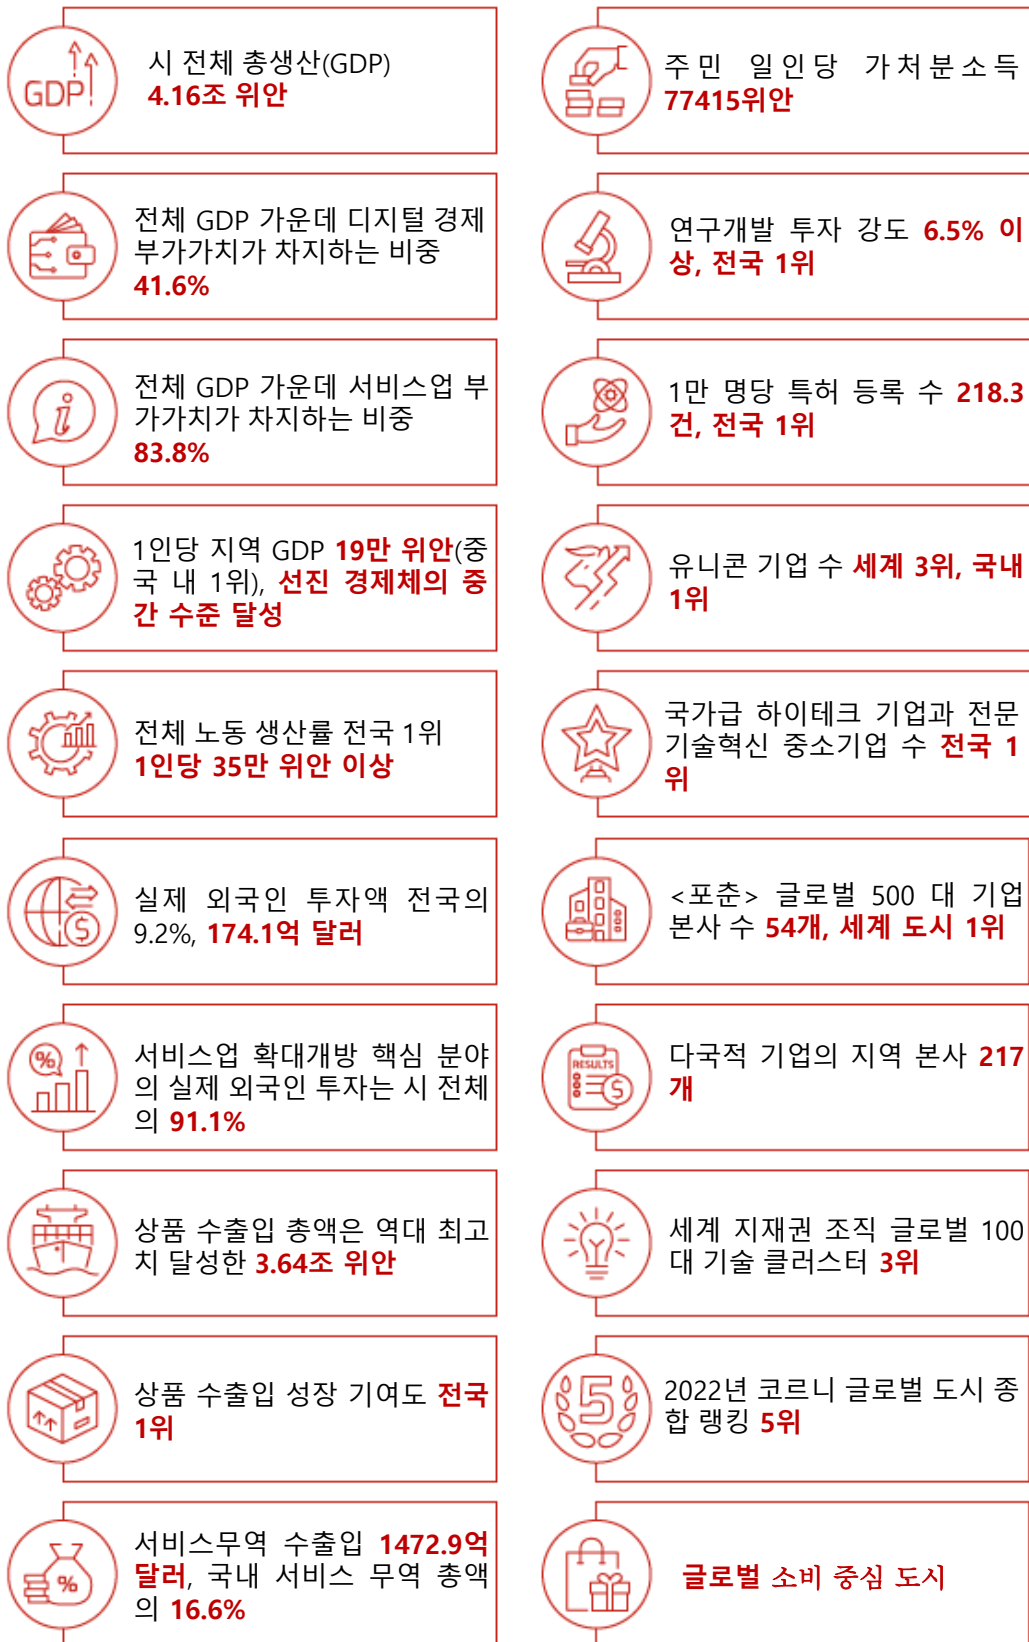 GDP
시 전체 총생산(GDP)
4.16조 위안
전체 GDP 가운데 디지털 경제
부가가치가 차지하는 비중
41.6%
전체 GDP 가운데 서비스업 부
가가치가 차지하는 비중
83.8%
1인당 지역 GDP 19만 위안(중
국 내 1위), 선진 경제체의 중
간 수준 달성
전체 노동 생산률 전국 1위
1인당 35만 위안 이상
실제 외국인 투자액 전국의
9.2%, 174.1억 달러
서비스업 확대개방 핵심 분야
의 실제 외국인 투자는 시 전체
의 91.1%
상품 수출입 총액은 역대 최고
치 달성한 3.64조 위안
상품 수출입 성장 기여도 전국
1위
서비스무역 수출입 1472.9억
달러, 국내 서비스 무역 총액
의 16.6%
주민 일인당 가처분소득
77415위안
연구개발 투자 강도 6.5% 이
상, 전국 1위
1만 명당 특허 등록 수 218.3
건, 전국 1위
유니콘 기업 수 세계 3위, 국내
1위
국가급 하이테크 기업과 전문
기술혁신 중소기업 수 전국 1
위
<포춘> 글로벌 500 대 기업
본사 수 54개, 세계 도시 1위
RESULTS
다국적 기업의 지역 본사 217
개
세계 지재권 조직 글로벌 100
대 기술 클러스터 3위
5
2022년 코르니 글로벌 도시 종
합 랭킹 5위
글로벌 소비 중심 도시